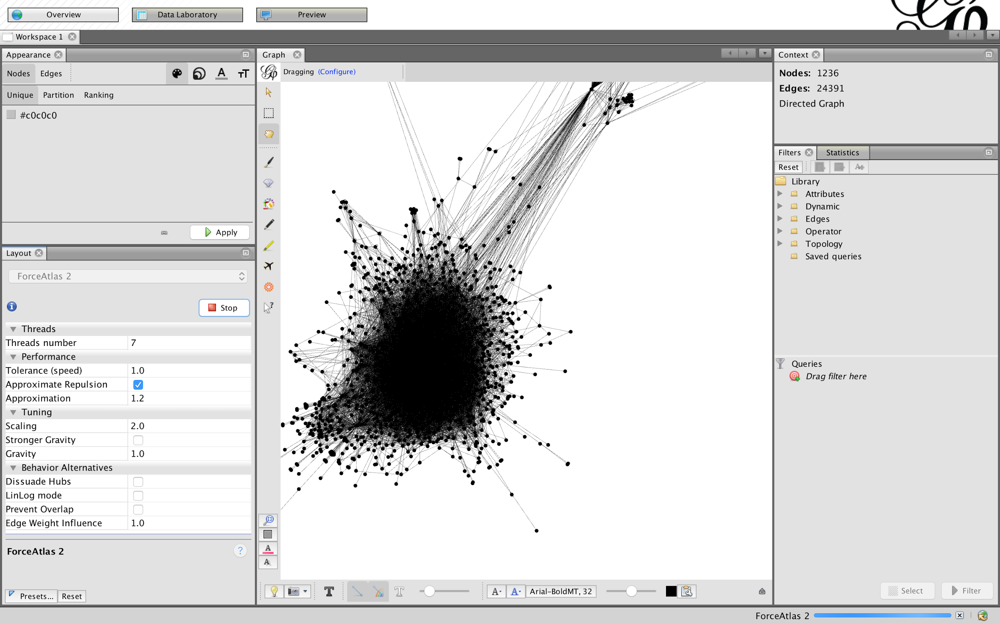 Overview
Data Laboratory
Preview
Workspace 1
Appearance
Nodes
Edges
A
TT
Unique
Partition
Ranking
#c0c0c0
Apply
Layout
ForceAtlas 2
Stop
Threads
Threads number 7
Performance
Tolerance (speed) 1.0
Approximate Repulsion
Approximation 1.2
Tuning
Scaling 2.0
Stronger Gravity
Gravity 1.0
Behavior Alternatives
Dissuade Hubs
LinLog mode
Prevent Overlap
Edge Weight Influence 1.0
ForceAtlas 2
?
Presets...
Reset
Graph
Dragging (Configure)
?
A
A
T
T
A
A
Arial-BoldMT, 32
Context
Nodes: 1236
Edges: 24391
Directed Graph
Filters
Statistics
Reset
A
Library
Attributes
Dynamic
Edges
Operator
Topology
Saved queries
Queries
Drag filter here
Select
Filter
ForceAtlas 2